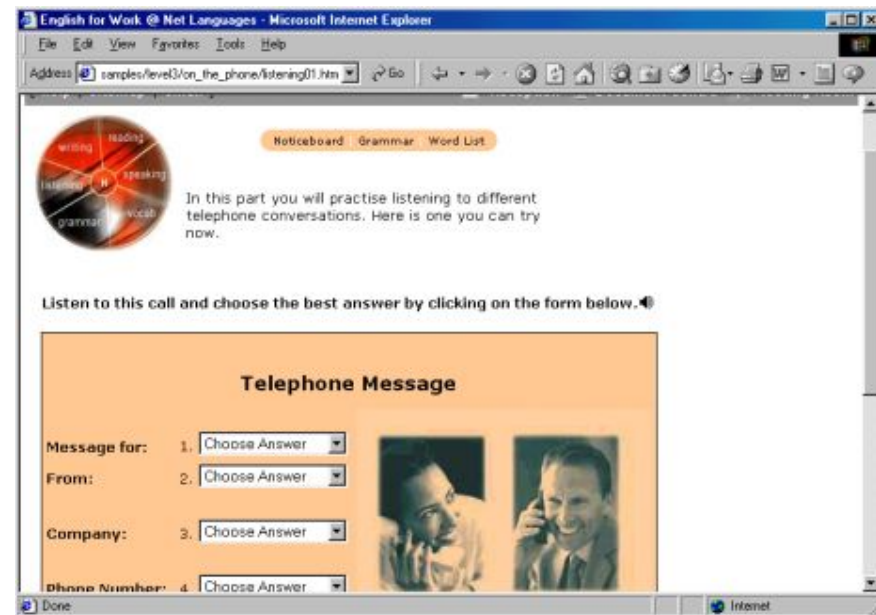 English for Work @ Net Languages - Microsoft Internet Explorer
File Edit View Favorites Tools Help
Address samples/level3/on_the_phone/listening01.htm Go
Noticeboard Grammar Word List
writing reading
listening N speaking
grammar vocab
In this part you will practise listening to different
telephone conversations. Here is one you can try
now.
Listen to this call and choose the best answer by clicking on the form below.
Telephone Message
Message for: 1. Choose Answer
From: 2. Choose Answer
Company: 3. Choose Answer
Phone Number: 4 Choose Answer
Done Internet